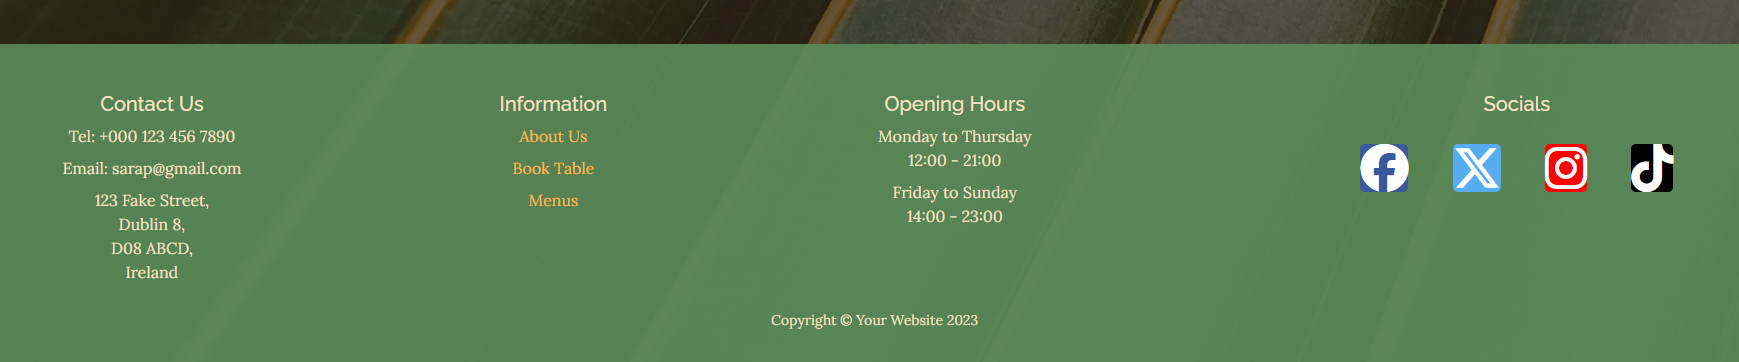 Contact Us
Tel: +000 123 456 7890
Email: sarap@gmail.com
123 Fake Street,
Dublin 8,
D08 ABCD,
Ireland
Information
About Us
Book Table
Menus
Opening Hours
Monday to Thursday
12:00 - 21:00
Friday to Sunday
14:00 - 23:00
Socials
Copyright © Your Website 2023